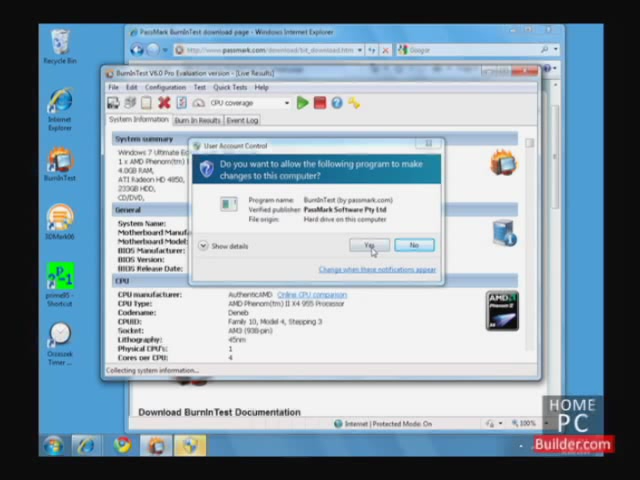 Recycle Bin
Internet
Explorer
BurnInTest
3DMark06
prime95 -
Shortcut
Timer ...
PassMark BurnInTest download page - Windows Internet Explorer
http://www.passmark.com/download/bit_download.htm
Google
BurnInTest V6.0 Pro Evaluation version - [Live Results]
File Edit Configuration Test Quick Tests Help
CPU coverage
System Information Burn In Results Event Log
System summary
Windows 7 Ultimate
1 x AMD Phenom(tm)
4.0GB RAM,
ATI Radeon HD 4850,
233GB HDD,
CD/DVD,
General
System Name:
Motherboard
Motherboard Model:
BIOS Manufacturer:
BIOS Version:
BIOS Release Date:
CPU
CPU manufacturer: AuthenticAMD Online CPU comparison
CPU Type: AMD Phenom(tm) II X4 955 Processor
Codename: Deneb
CPUID: Family 10, Model 4, Stepping 3
Socket: AM3 (938-pin)
Lithography: 45nm
Physical CPU's: 1
Cores per CPU: 4
Collecting system information...
AMD
User Account Control
Do you want to allow the following program to make
changes to this computer?
Program name: BurnInTest (by passmark.com)
Verified publisher: PassMark Software Pty Ltd
File origin: Hard drive on this computer
Show details
Yes
No
Change when these notifications appear
Download BurnInTest Documentation
Internet | Protected Mode: On
100%
HOME
PC
Builder.com